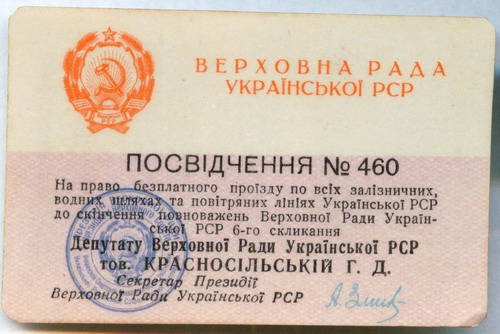 ВЕРХОВНА РАДА
УКРАЇНСЬКОЇ РСР
ПОСВІДЧЕННЯ № 460
На право безплатного проїзду по всіх залізничних,
водних шляхах та повітряних лініях Української РСР
до скінчення повноважень Верховної Ради Україн-
ської РСР 6-го скликання
Депутату Верховної Ради Української РСР
тов. КРАСНОСІЛЬСЬКІЙ Г. Д.
Секретар Президії
Верховної Ради Української РСР